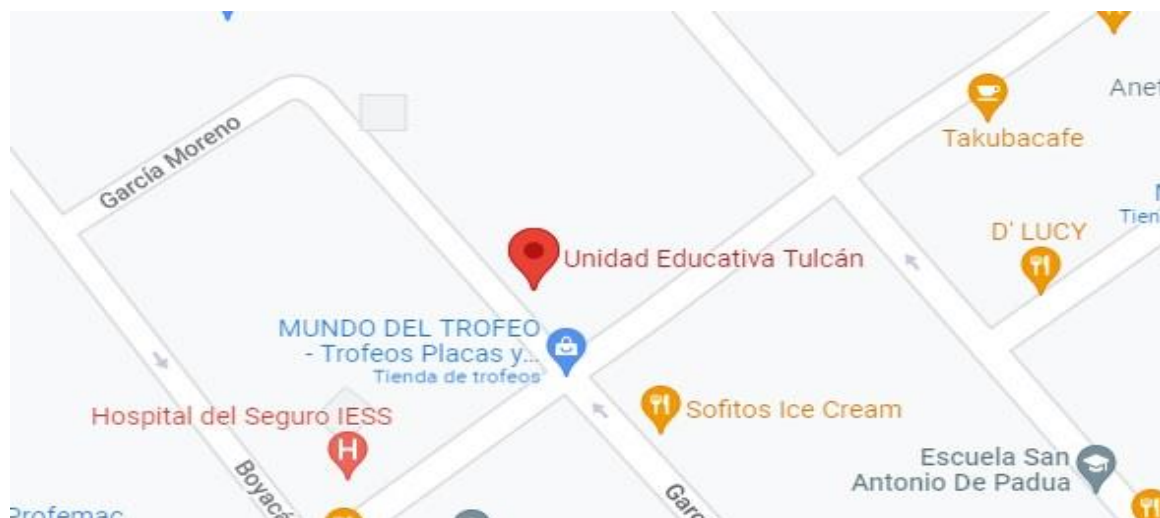 García Moreno
Takubacafe
D' LUCY
Unidad Educativa Tulcán
MUNDO DEL TROFEO
- Trofeos Placas y...
Tienda de trofeos
Hospital del Seguro IESS
H
Sofitos Ice Cream
Escuela San
Antonio De Padua